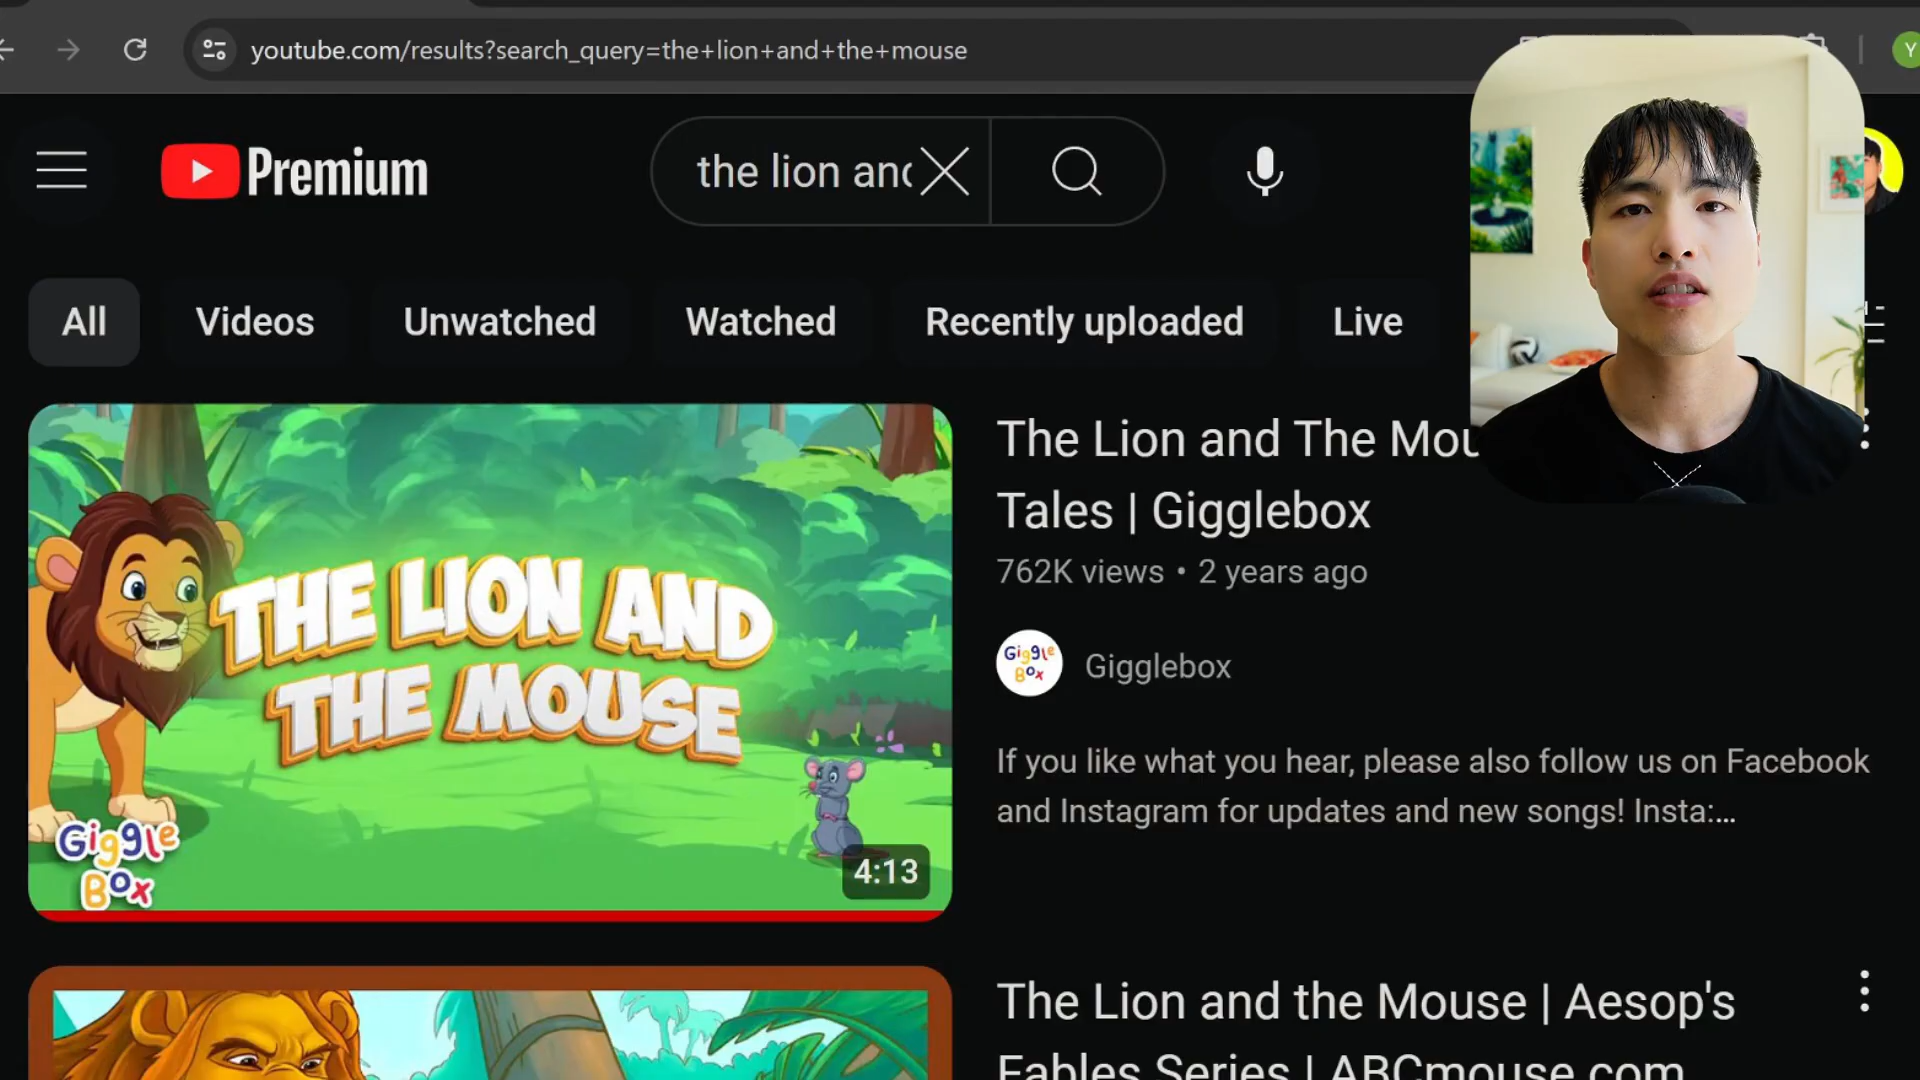 youtube.com/results?search_query=the+lion+and+the+mouse
Y
Premium
the lion and
All
Videos
Unwatched
Watched
Recently uploaded
Live
THE LION AND
THE MOUSE
Giggle
Box
4:13
The Lion and The Mou
Tales | Gigglebox
762K views • 2 years ago
Giggle
Box
Gigglebox
If you like what you hear, please also follow us on Facebook
and Instagram for updates and new songs! Insta:...
The Lion and the Mouse | Aesop's
Fables Series | ABCmouse.com